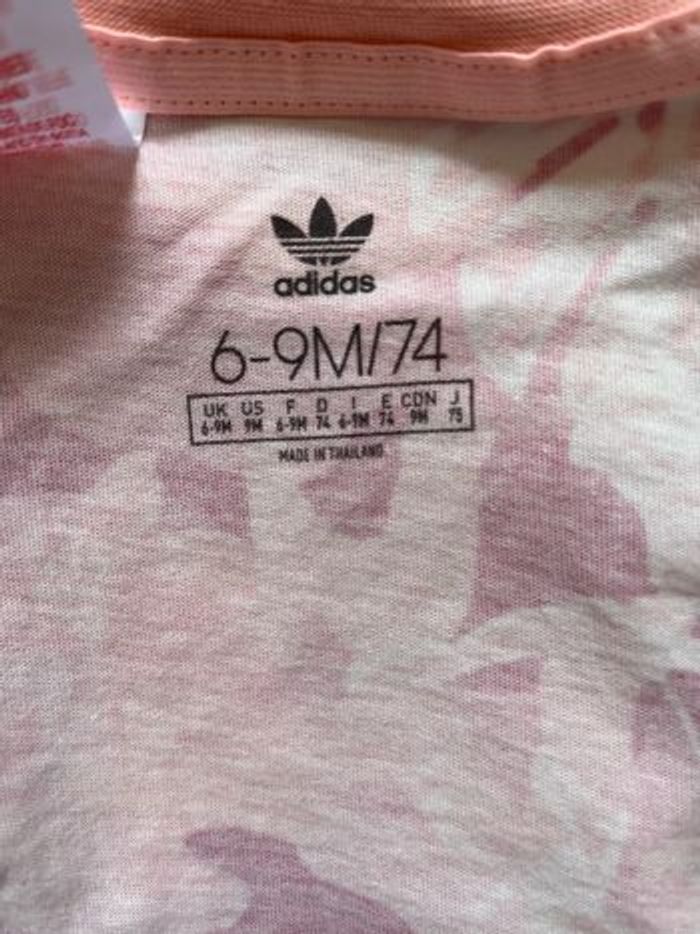 adidas
6-9M/74
UK US F D I E CDN J
6-9M 9M 6-9M 74 6-9M 74 9M 75
MADE IN THAILAND